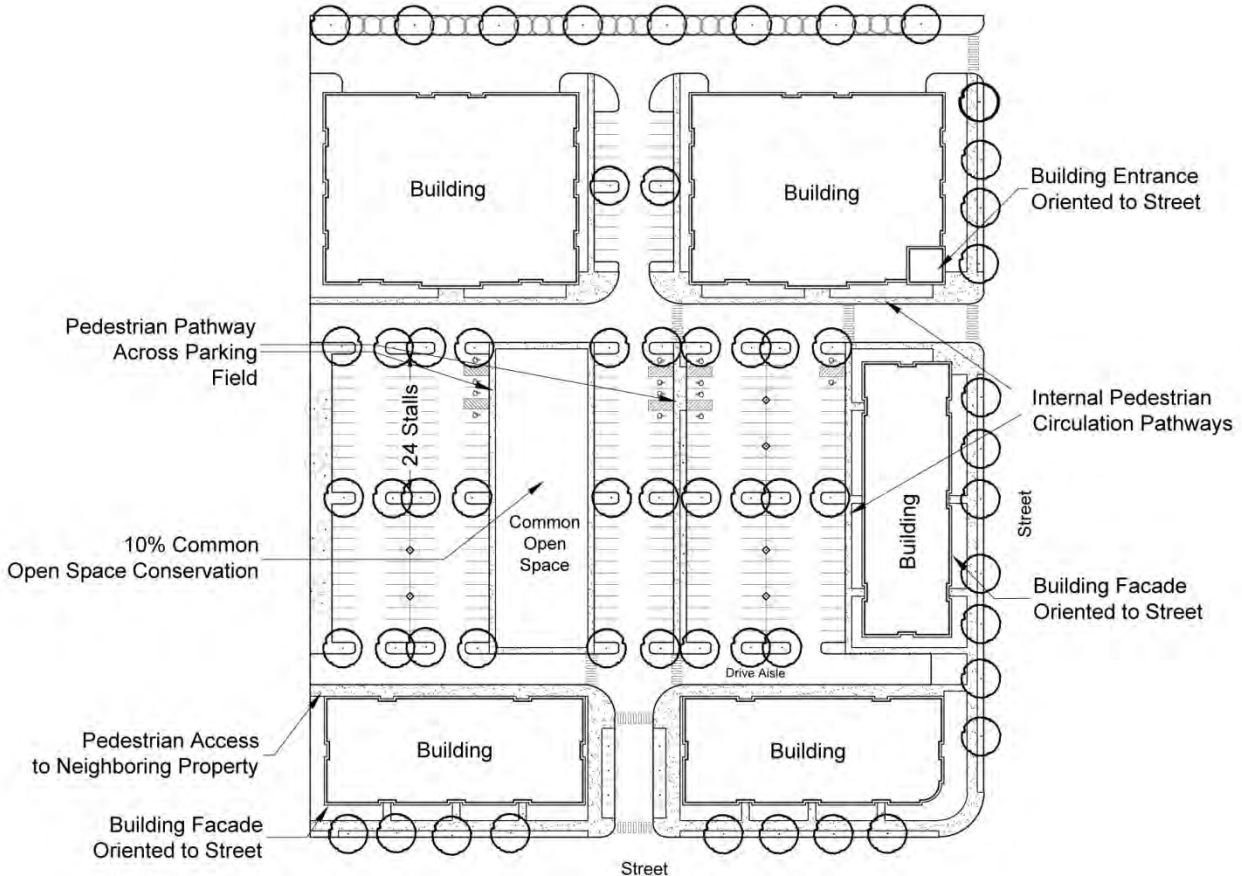 Building
Building
Building Entrance
Oriented to Street
Pedestrian Pathway
Across Parking
Field
24 Stalls
Internal Pedestrian
Circulation Pathways
10% Common
Open Space Conservation
Common
Open
Space
Building
Street
Building Facade
Oriented to Street
Drive Aisle
Pedestrian Access
to Neighboring Property
Building
Building
Building Facade
Oriented to Street
Street